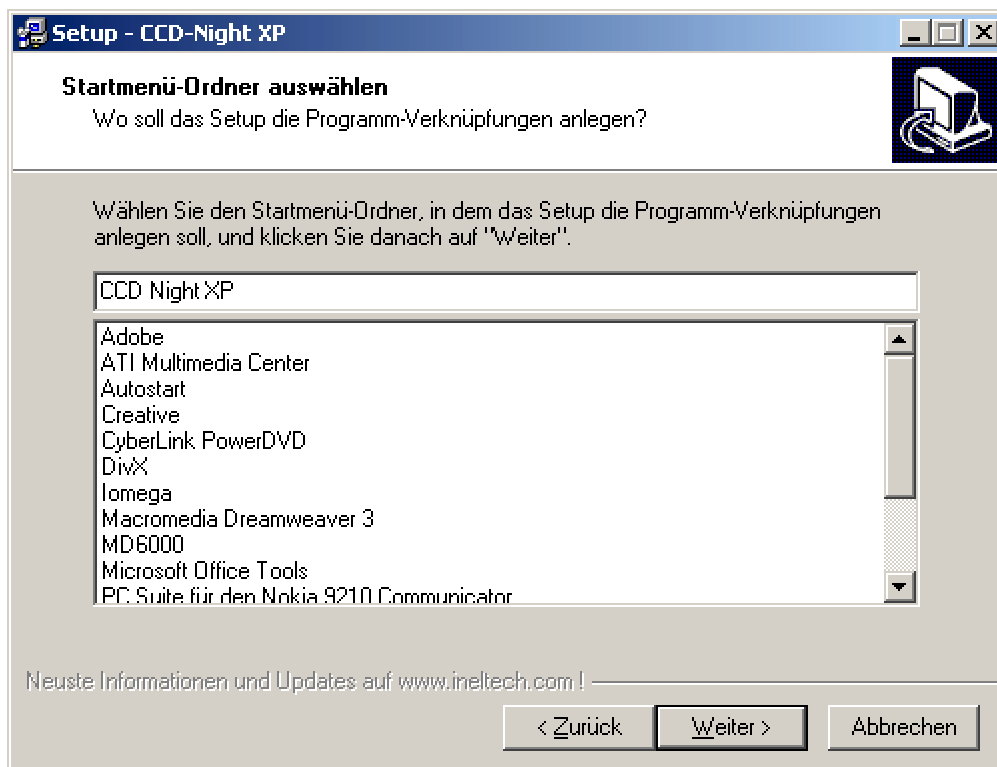 Setup - CCD-Night XP
Startmenü-Ordner auswählen
Wo soll das Setup die Programm-Verknüpfungen anlegen?
Wählen Sie den Startmenü-Ordner, in dem das Setup die Programm-Verknüpfungen
anlegen soll, und klicken Sie danach auf "Weiter".
CCD Night XP
Adobe
ATI Multimedia Center
Autostart
Creative
CyberLink PowerDVD
DivX
Iomega
Macromedia Dreamweaver 3
MD6000
Microsoft Office Tools
PC Suite für den Nokia 9210 Communicator
Neuste Informationen und Updates auf www.ineltech.com !
< Zurück
Weiter >
Abbrechen